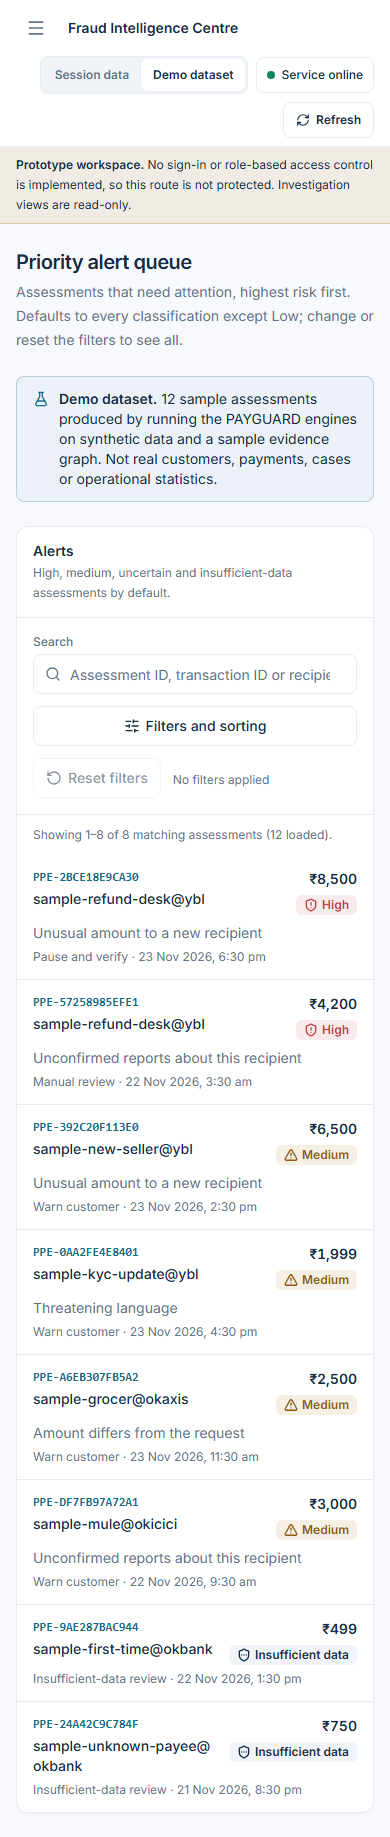 Fraud Intelligence Centre
Session data
Demo dataset
Service online
Refresh
Prototype workspace. No sign-in or role-based access control
is implemented, so this route is not protected. Investigation
views are read-only.
Priority alert queue
Assessments that need attention, highest risk first.
Defaults to every classification except Low; change or
reset the filters to see all.
Demo dataset. 12 sample assessments
produced by running the PAYGUARD engines
on synthetic data and a sample evidence
graph. Not real customers, payments, cases
or operational statistics.
Alerts
High, medium, uncertain and insufficient-data
assessments by default.
Search
Assessment ID, transaction ID or recipie
Filters and sorting
Reset filters
No filters applied
Showing 1–8 of 8 matching assessments (12 loaded).
PPE-2BCE18E9CA30
₹8,500
sample-refund-desk@ybl
High
Unusual amount to a new recipient
Pause and verify · 23 Nov 2026, 6:30 pm
PPE-57258985EFE1
₹4,200
sample-refund-desk@ybl
High
Unconfirmed reports about this recipient
Manual review · 22 Nov 2026, 3:30 am
PPE-392C20F113E0
₹6,500
sample-new-seller@ybl
Medium
Unusual amount to a new recipient
Warn customer · 23 Nov 2026, 2:30 pm
PPE-0AA2FE4E8401
₹1,999
sample-kyc-update@ybl
Medium
Threatening language
Warn customer · 23 Nov 2026, 4:30 pm
PPE-A6EB307FB5A2
₹2,500
sample-grocer@okaxis
Medium
Amount differs from the request
Warn customer · 23 Nov 2026, 11:30 am
PPE-DF7FB97A72A1
₹3,000
sample-mule@okicici
Medium
Unconfirmed reports about this recipient
Warn customer · 22 Nov 2026, 9:30 am
PPE-9AE287BAC944
₹499
sample-first-time@okbank
Insufficient data
Insufficient-data review · 22 Nov 2026, 1:30 pm
PPE-24A42C9C784F
₹750
sample-unknown-payee@
okbank
Insufficient data
Insufficient-data review · 21 Nov 2026, 8:30 pm